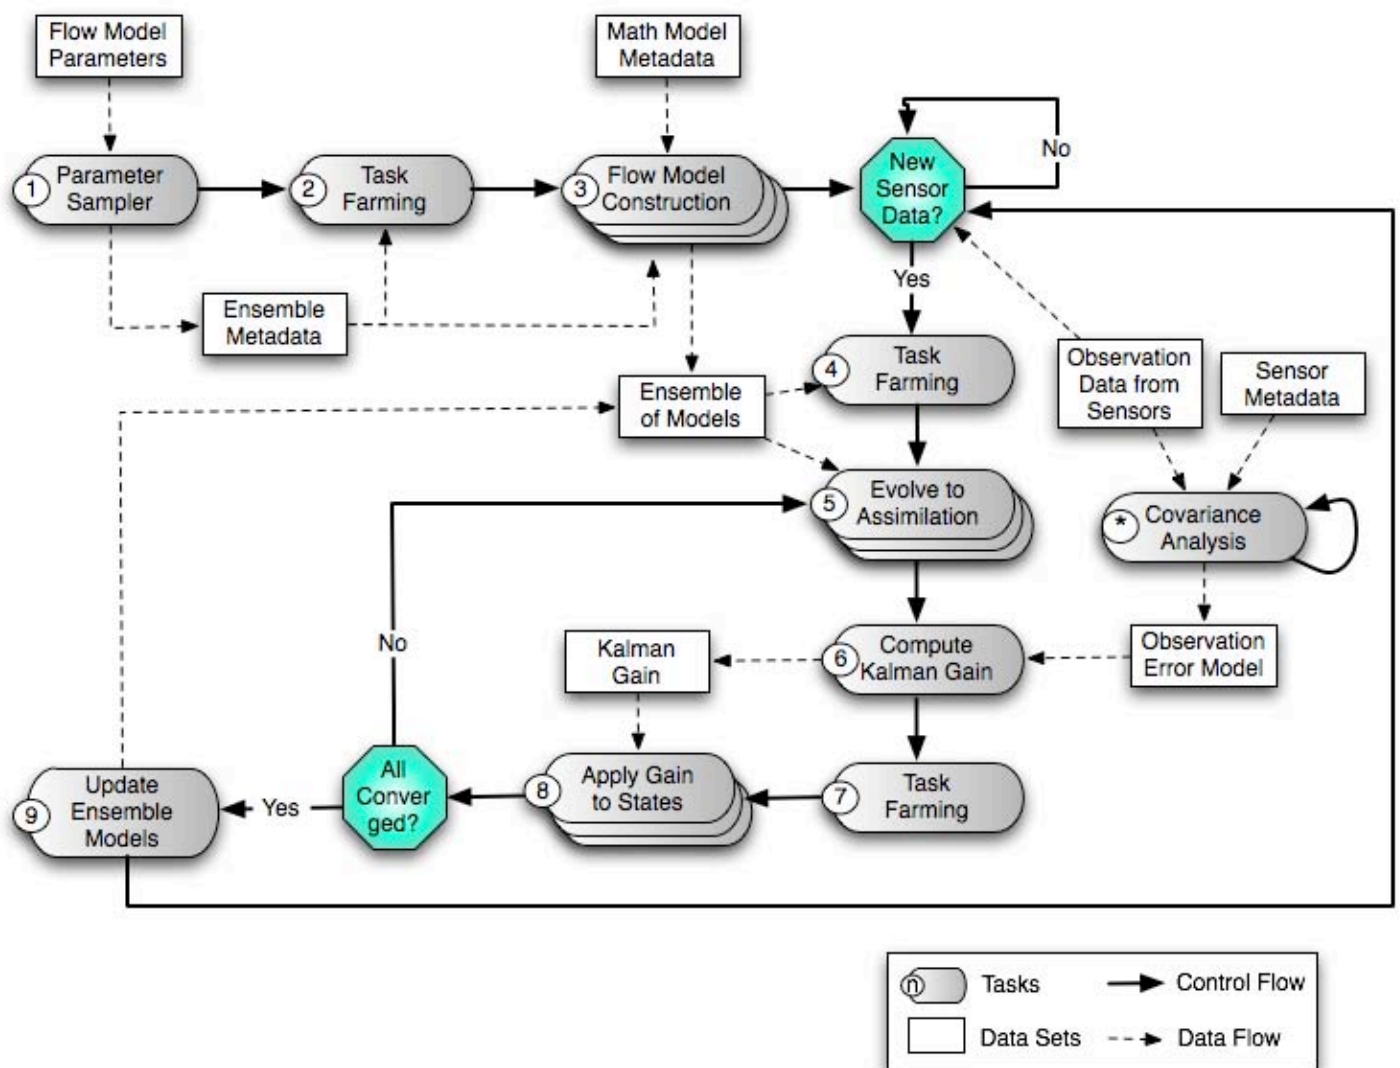 Flow Model
Parameters
Math Model
Metadata
No
1
Parameter
Sampler
2
Task
Farming
3
Flow Model
Construction
New
Sensor
Data?
Yes
Ensemble
Metadata
Ensemble
of Models
4
Task
Farming
Observation
Data from
Sensors
Sensor
Metadata
5
Evolve to
Assimilation
*
Covariance
Analysis
No
Kalman
Gain
6
Compute
Kalman Gain
Observation
Error Model
9
Update
Ensemble
Models
Yes
All
Conver
ged?
8
Apply Gain
to States
7
Task
Farming
n
Tasks
Control Flow
Data Sets
Data Flow